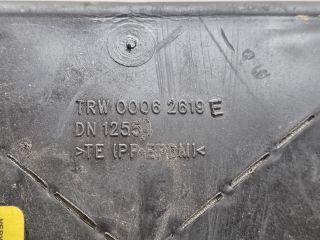 TRW 0006 2619 E
DN 1255
>TE (PP-EPDM)<